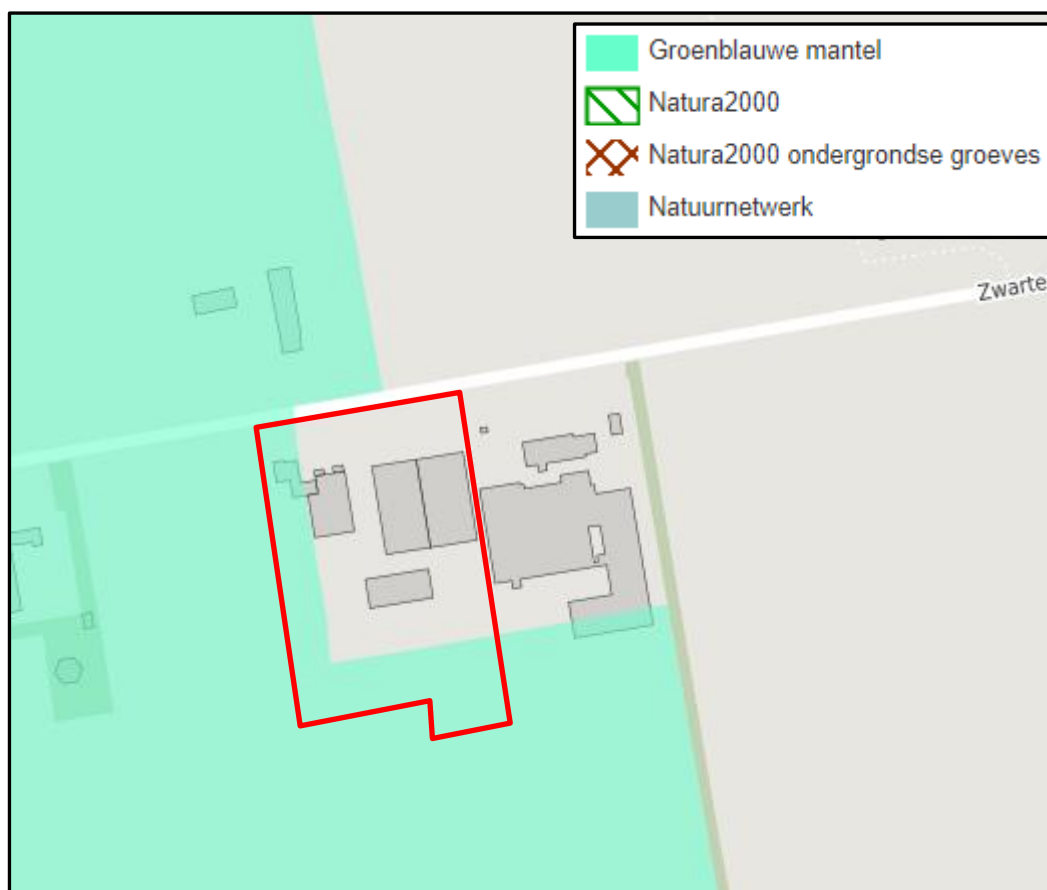 Groenblauwe mantel
Natura2000
Natura2000 ondergrondse groeves
Natuurnetwerk
Zwarte